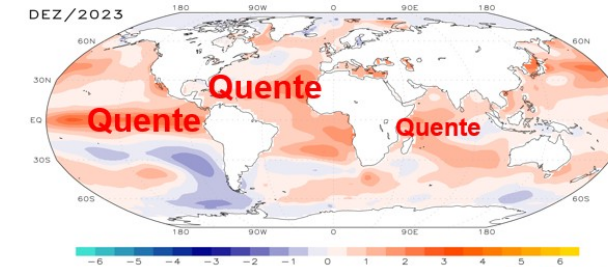 DEZ/2023
180 90W 0 90E 180
60N 60N
30N 30N
EQ EQ
30S 30S
60S 60S
Quente
Quente
Quente
180 90W 0 90E 180
-6 -5 -4 -3 -2 -1 0 1 2 3 4 5 6